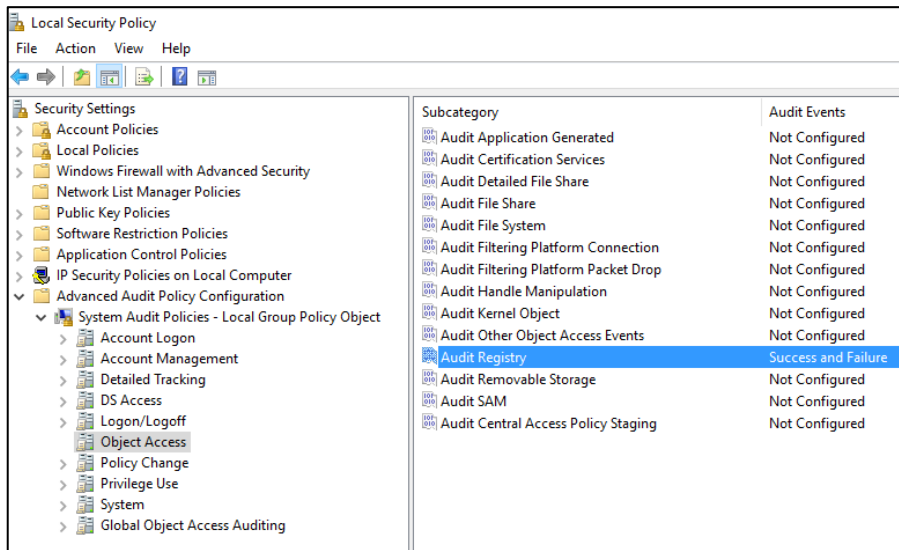 Local Security Policy
File Action View Help
Security Settings
Account Policies
Local Policies
Windows Firewall with Advanced Security
Network List Manager Policies
Public Key Policies
Software Restriction Policies
Application Control Policies
IP Security Policies on Local Computer
Advanced Audit Policy Configuration
System Audit Policies - Local Group Policy Object
Account Logon
Account Management
Detailed Tracking
DS Access
Logon/Logoff
Object Access
Policy Change
Privilege Use
System
Global Object Access Auditing
Subcategory Audit Events
Audit Application Generated Not Configured
Audit Certification Services Not Configured
Audit Detailed File Share Not Configured
Audit File Share Not Configured
Audit File System Not Configured
Audit Filtering Platform Connection Not Configured
Audit Filtering Platform Packet Drop Not Configured
Audit Handle Manipulation Not Configured
Audit Kernel Object Not Configured
Audit Other Object Access Events Not Configured
Audit Registry Success and Failure
Audit Removable Storage Not Configured
Audit SAM Not Configured
Audit Central Access Policy Staging Not Configured